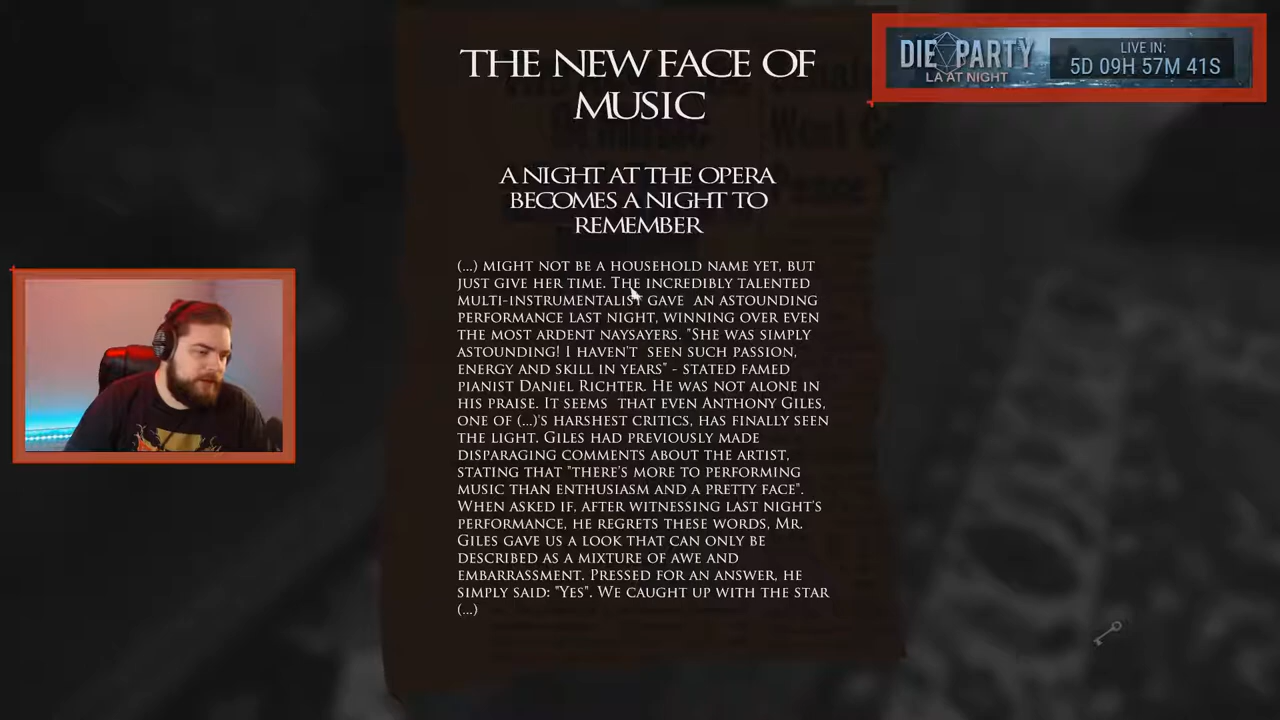 THE NEW FACE OF
MUSIC
A NIGHT AT THE OPERA
BECOMES A NIGHT TO
REMEMBER
(...) MIGHT NOT BE A HOUSEHOLD NAME YET, BUT
JUST GIVE HER TIME. THE INCREDIBLY TALENTED
MULTI-INSTRUMENTALIST GAVE AN ASTOUNDING
PERFORMANCE LAST NIGHT, WINNING OVER EVEN
THE MOST ARDENT NAYSAYERS. "SHE WAS SIMPLY
ASTOUNDING! I HAVEN'T SEEN SUCH PASSION,
ENERGY AND SKILL IN YEARS" - STATED FAMED
PIANIST DANIEL RICHTER. HE WAS NOT ALONE IN
HIS PRAISE. IT SEEMS THAT EVEN ANTHONY GILES,
ONE OF (...)'S HARSHEST CRITICS, HAS FINALLY SEEN
THE LIGHT. GILES HAD PREVIOUSLY MADE
DISPARAGING COMMENTS ABOUT THE ARTIST,
STATING THAT "THERE'S MORE TO PERFORMING
MUSIC THAN ENTHUSIASM AND A PRETTY FACE".
WHEN ASKED IF, AFTER WITNESSING LAST NIGHT'S
PERFORMANCE, HE REGRETS THESE WORDS, MR.
GILES GAVE US A LOOK THAT CAN ONLY BE
DESCRIBED AS A MIXTURE OF AWE AND
EMBARRASSMENT. PRESSED FOR AN ANSWER, HE
SIMPLY SAID: "YES". WE CAUGHT UP WITH THE STAR
(...)
DIE PARTY
LA AT NIGHT
LIVE IN:
5D 09H 57M 41S